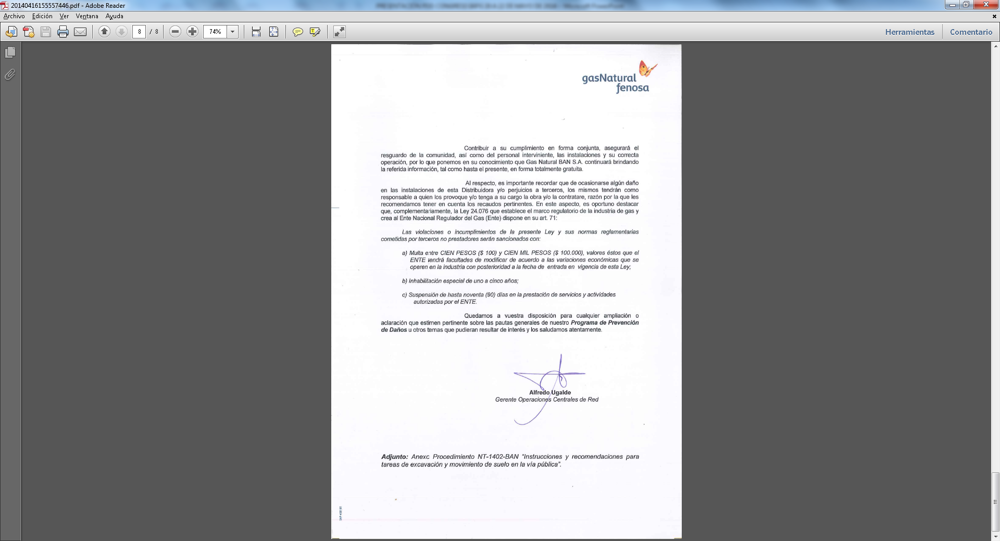 20140416155557446.pdf - Adobe Reader
Archivo Edición Ver Ventana Ayuda
8 / 8 74% Herramientas Comentario
gasNatural
fenosa
Contribuir a su cumplimiento en forma conjunta, asegurará el
resguardo de la comunidad, así como del personal interviniente, las instalaciones y su correcta
operación, por lo que ponemos en su conocimiento que Gas Natural BAN S.A. continuará brindando
la referida información, tal como hasta el presente, en forma totalmente gratuita.
Al respecto, es importante recordar que de ocasionarse algún daño
en las instalaciones de esta Distribuidora y/o perjuicios a terceros, los mismos tendrán como
responsable a quien los provoque y/o tenga a su cargo la obra y/o la contratare, razón por la que les
recomendamos tener en cuenta los recaudos pertinentes. En este aspecto, es oportuno destacar
que, complementariamente, la Ley 24.076 que establece el marco regulatorio de la industria de gas y
crea al Ente Nacional Regulador del Gas (Ente) dispone en su art. 71:
Las violaciones o incumplimientos de la presente Ley y sus normas reglamentarias
cometidas por terceros no prestadores serán sancionados con:
a) Multa entre CIEN PESOS ($ 100) y CIEN MIL PESOS ($ 100.000), valores éstos que el
ENTE tendrá facultades de modificar de acuerdo a las variaciones económicas que se
operen en la industria con posterioridad a la fecha de entrada en vigencia de esta Ley;
b) Inhabilitación especial de uno a cinco años;
c) Suspensión de hasta noventa (90) días en la prestación de servicios y actividades
autorizadas por el ENTE.
Quedamos a vuestra disposición para cualquier ampliación o
aclaración que estimen pertinente sobre las pautas generales de nuestro Programa de Prevención
de Daños u otros temas que pudieran resultar de interés y los saludamos atentamente.
Alfredo Ugalde
Gerente Operaciones Centrales de Red
Adjunto: Anexo Procedimiento NT-1402-BAN "Instrucciones y recomendaciones para
tareas de excavación y movimiento de suelo en la vía pública".